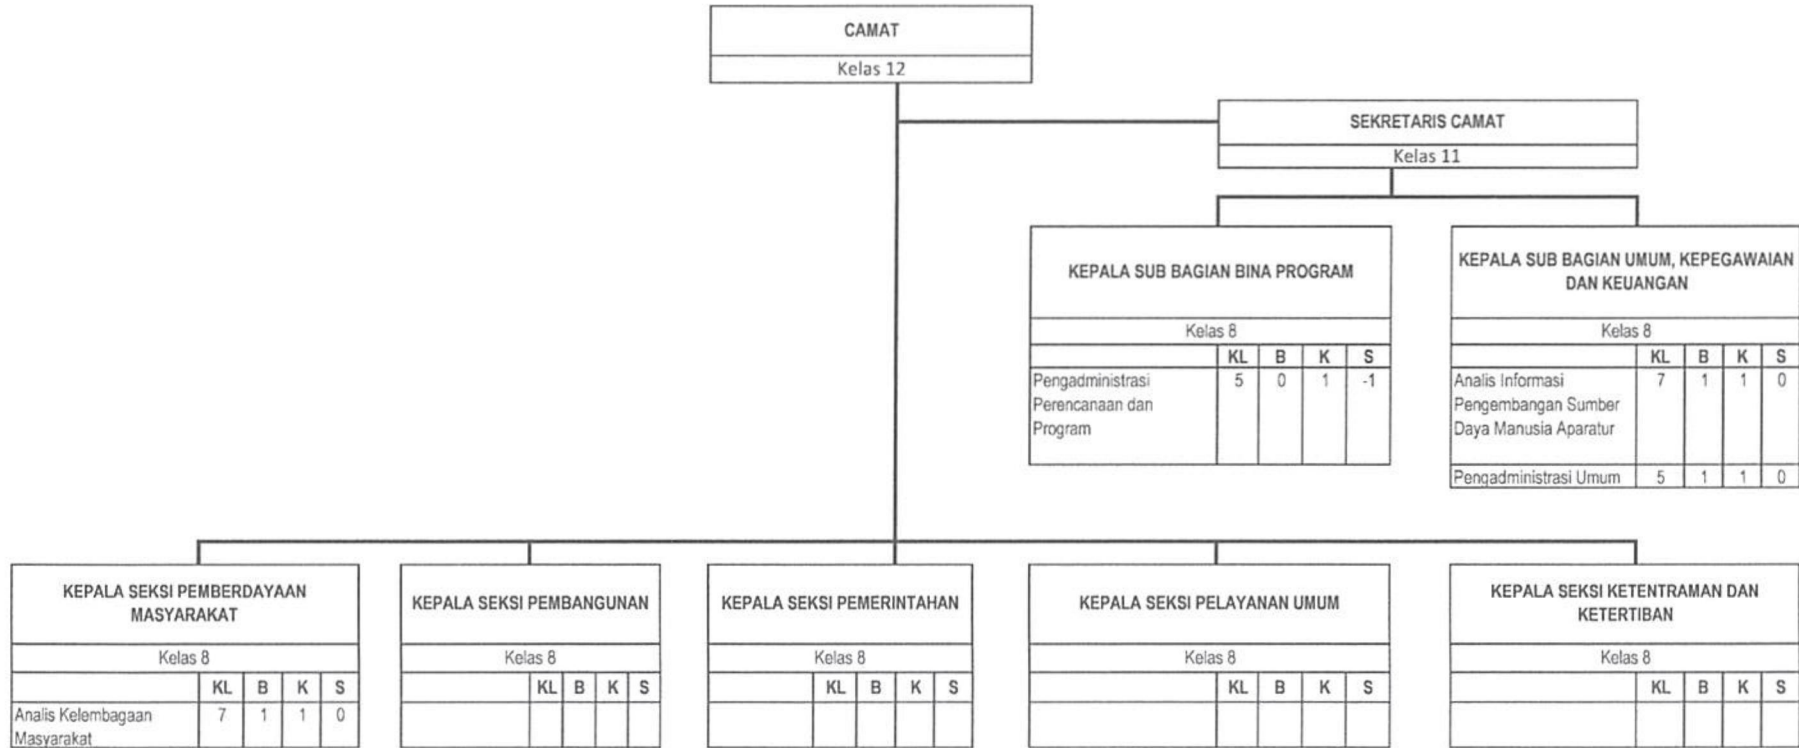 CAMAT
Kelas 12
SEKRETARIS CAMAT
Kelas 11
KEPALA SUB BAGIAN BINA PROGRAM
Kelas 8
KL B K S
Pengadministrasi 5 0 1 -1
Perencanaan dan
Program
KEPALA SUB BAGIAN UMUM, KEPEGAWAIAN
DAN KEUANGAN
Kelas 8
KL B K S
Analis Informasi 7 1 1 0
Pengembangan Sumber
Daya Manusia Aparatur
Pengadministrasi Umum 5 1 1 0
KEPALA SEKSI PEMBERDAYAAN
MASYARAKAT
Kelas 8
KL B K S
Analis Kelembagaan 7 1 1 0
Masyarakat
KEPALA SEKSI PEMBANGUNAN
Kelas 8
KL B K S
KEPALA SEKSI PEMERINTAHAN
Kelas 8
KL B K S
KEPALA SEKSI PELAYANAN UMUM
Kelas 8
KL B K S
KEPALA SEKSI KETENTRAMAN DAN
KETERTIBAN
Kelas 8
KL B K S